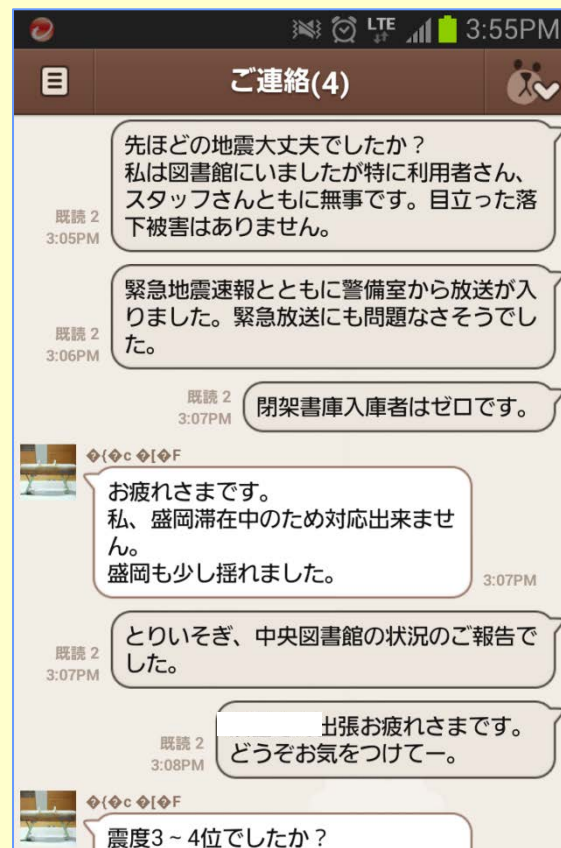 LTE 3:55PM
ご連絡(4)
先ほどの地震大丈夫でしたか？
私は図書館にいましたが特に利用者さん、
スタッフさんともに無事です。目立った落
下被害はありません。
既読 2
3:05PM
緊急地震速報とともに警備室から放送が入
りました。緊急放送にも問題なさそうでし
た。
既読 2
3:06PM
閉架書庫入庫者はゼロです。
既読 2
3:07PM
�{�c �[�F
お疲れさまです。
私、盛岡滞在中のため対応出来ませ
ん。
盛岡も少し揺れました。
3:07PM
とりいそぎ、中央図書館の状況のご報告で
した。
既読 2
3:07PM
出張お疲れさまです。
どうぞお気をつけてー。
既読 2
3:08PM
�{�c �[�F
震度3～4位でしたか？